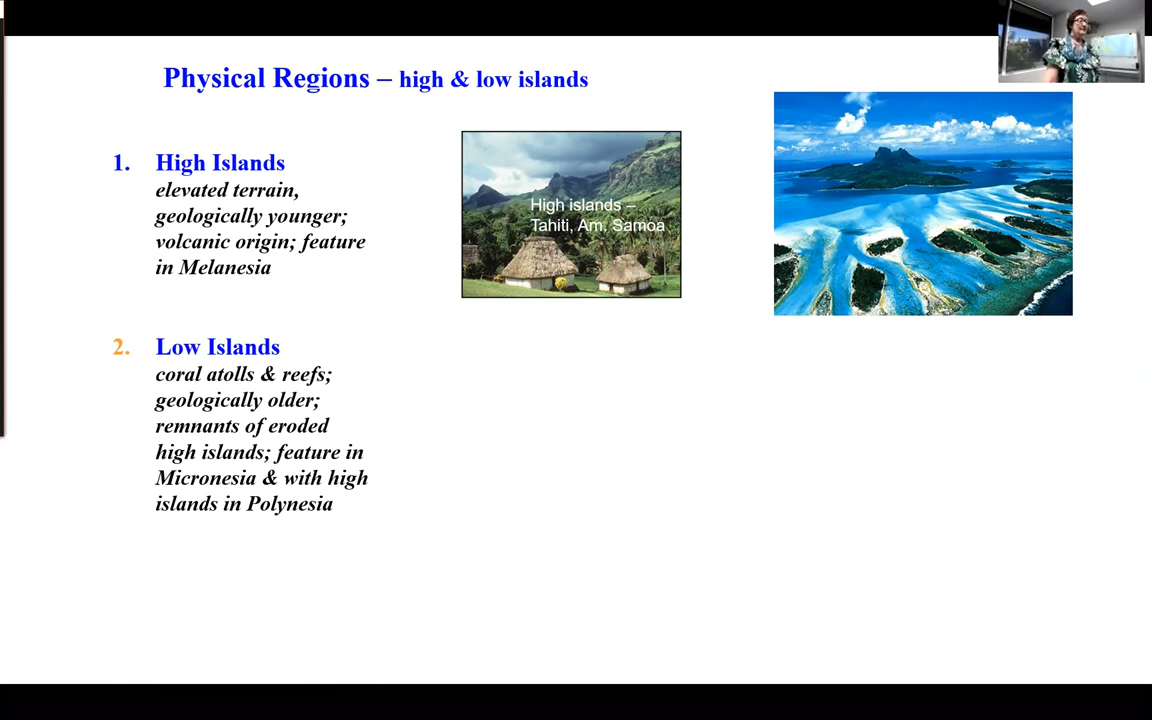 Physical Regions – high & low islands
1. High Islands
elevated terrain,
geologically younger;
volcanic origin; feature
in Melanesia
High islands –
Tahiti, Am. Samoa
2. Low Islands
coral atolls & reefs;
geologically older;
remnants of eroded
high islands; feature in
Micronesia & with high
islands in Polynesia